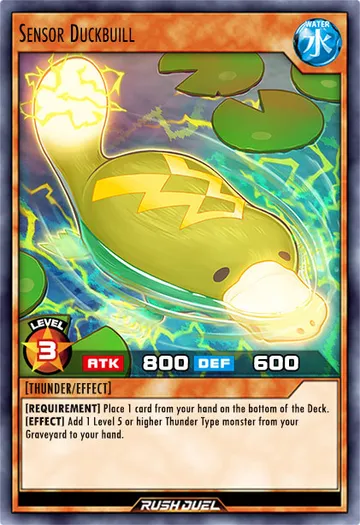 SENSOR DUCKBUILL
WATER
水
LEVEL
3
ATK 800 DEF 600
[THUNDER/EFFECT]
[REQUIREMENT] Place 1 card from your hand on the bottom of the Deck.
[EFFECT] Add 1 Level 5 or higher Thunder Type monster from your
Graveyard to your hand.
RUSH DUEL